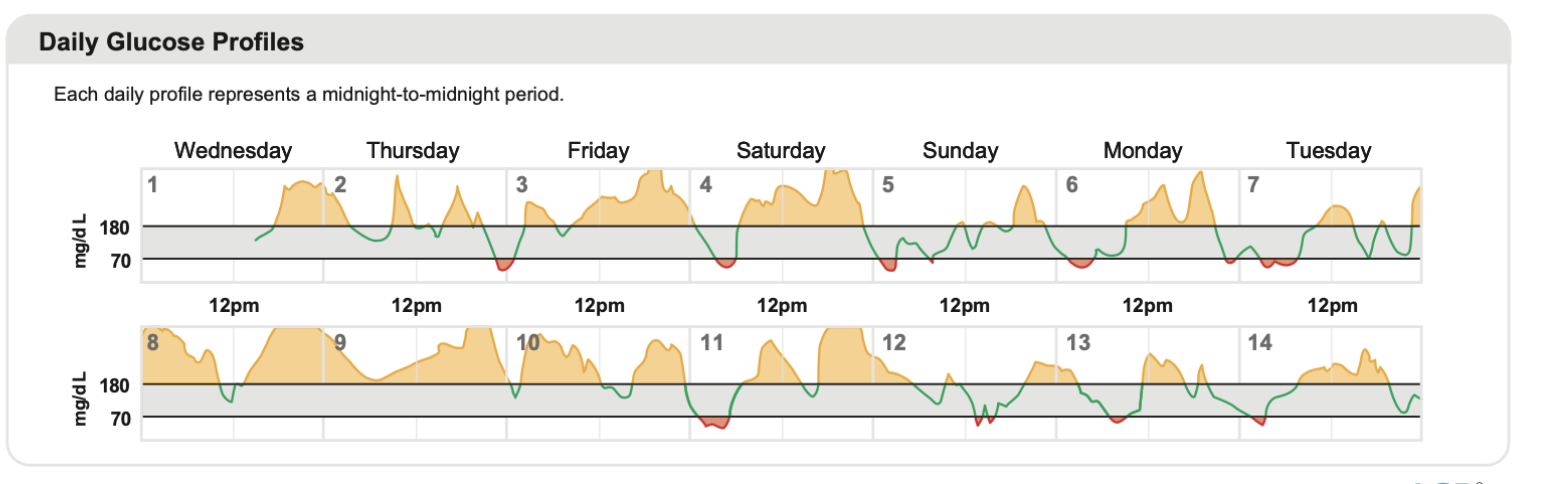 Daily Glucose Profiles
Each daily profile represents a midnight-to-midnight period.
Wednesday Thursday Friday Saturday Sunday Monday Tuesday
1 2 3 4 5 6 7
mg/dL
180
70
12pm 12pm 12pm 12pm 12pm 12pm 12pm
8 9 10 11 12 13 14
mg/dL
180
70